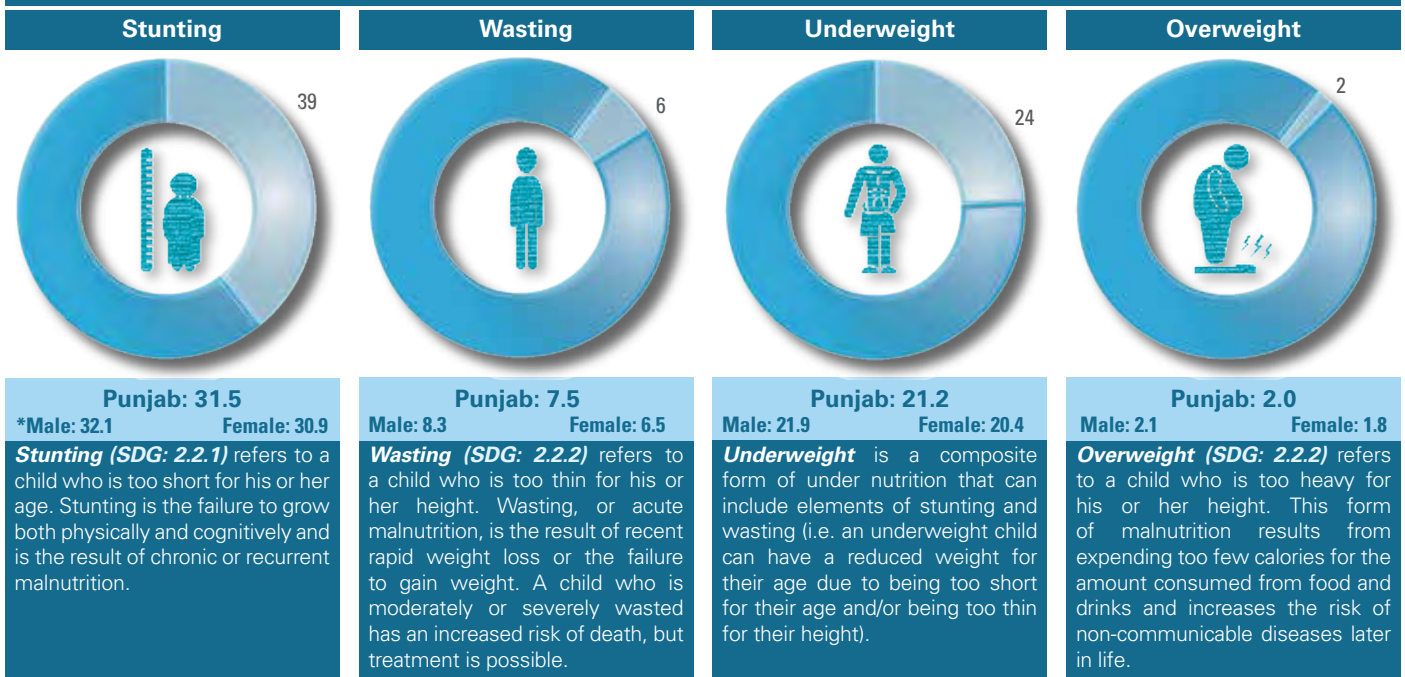 Stunting
39
Punjab: 31.5
*Male: 32.1 Female: 30.9
Stunting (SDG: 2.2.1) refers to a
child who is too short for his or her
age. Stunting is the failure to grow
both physically and cognitively and
is the result of chronic or recurrent
malnutrition.
Wasting
6
Punjab: 7.5
Male: 8.3 Female: 6.5
Wasting (SDG: 2.2.2) refers to
a child who is too thin for his or
her height. Wasting, or acute
malnutrition, is the result of recent
rapid weight loss or the failure
to gain weight. A child who is
moderately or severely wasted
has an increased risk of death, but
treatment is possible.
Underweight
24
Punjab: 21.2
Male: 21.9 Female: 20.4
Underweight is a composite
form of under nutrition that can
include elements of stunting and
wasting (i.e. an underweight child
can have a reduced weight for
their age due to being too short
for their age and/or being too thin
for their height).
Overweight
2
Punjab: 2.0
Male: 2.1 Female: 1.8
Overweight (SDG: 2.2.2) refers
to a child who is too heavy for
his or her height. This form
of malnutrition results from
expending too few calories for the
amount consumed from food and
drinks and increases the risk of
non-communicable diseases later
in life.